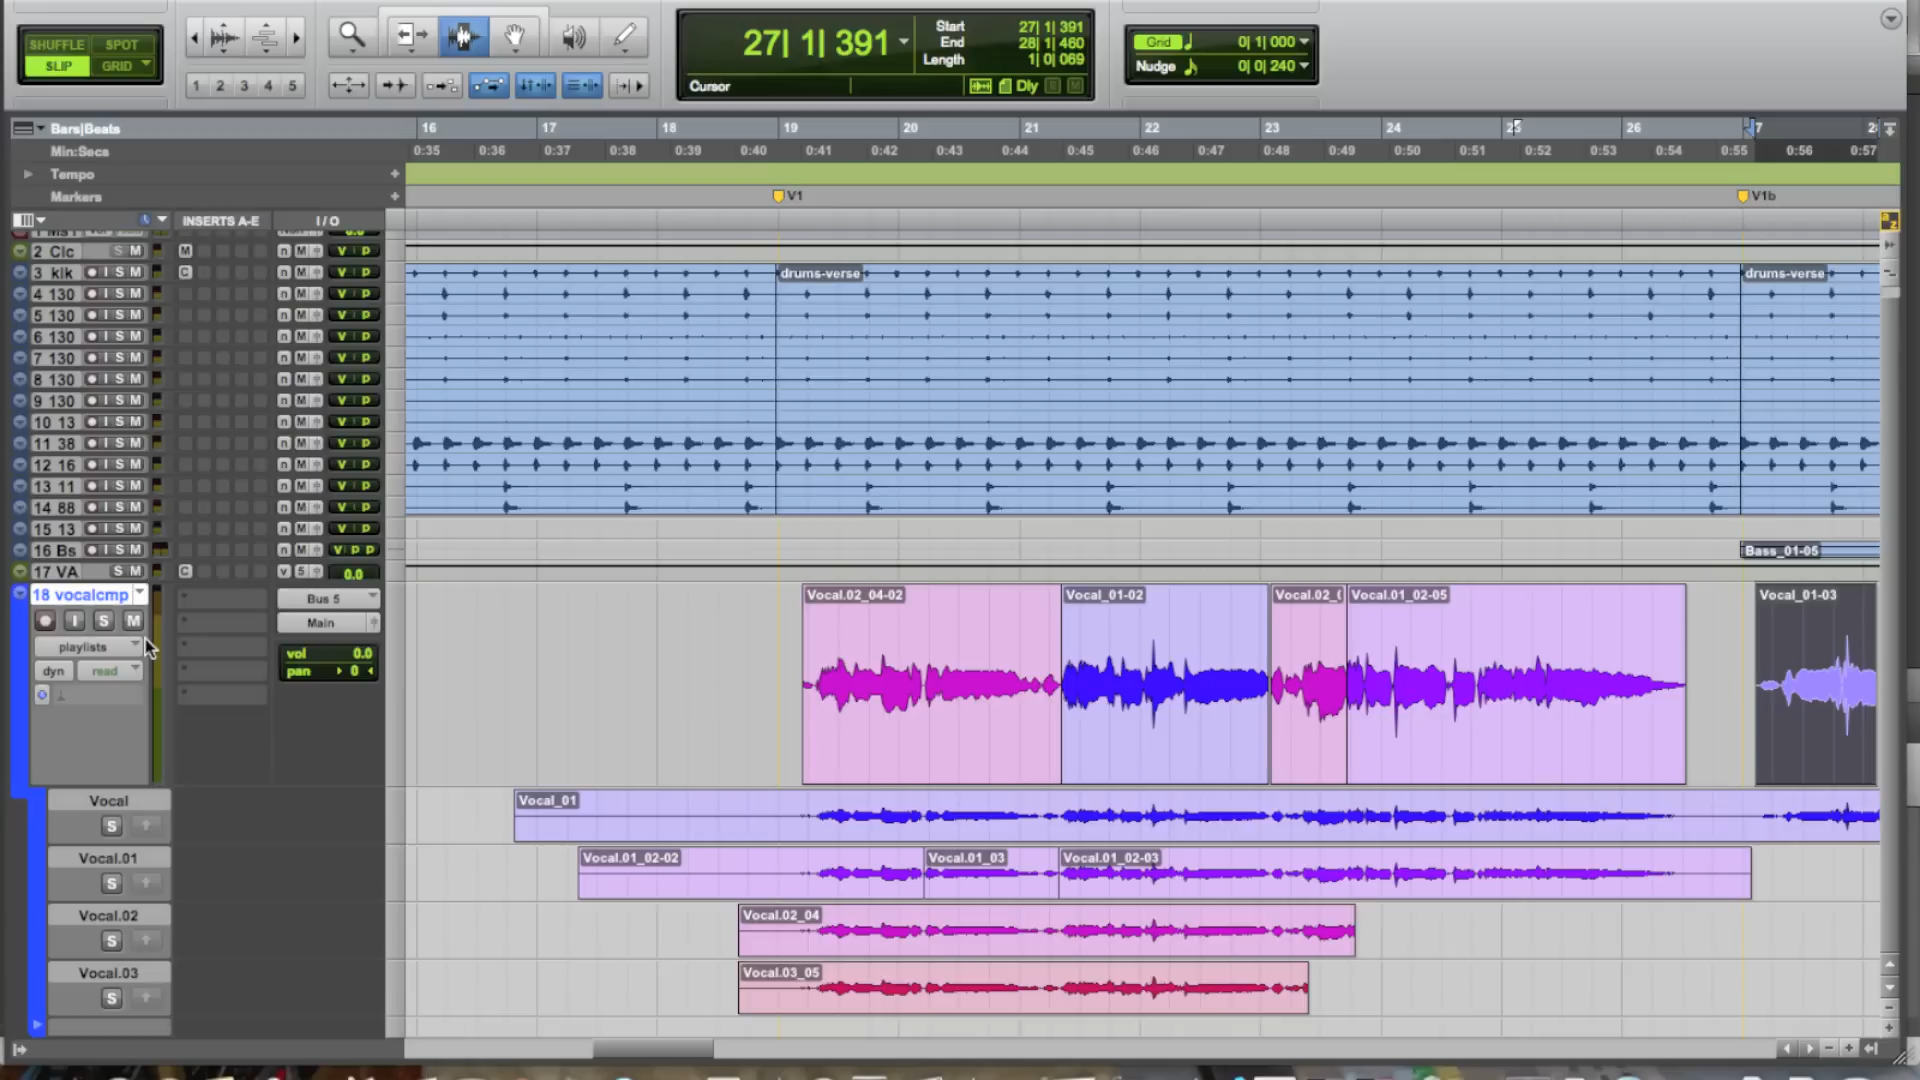 SHUFFLE SPOT
SLIP GRID
1 2 3 4 5
27| 1| 391
Start 27| 1| 391
End 28| 1| 460
Length 1| 0| 069
Cursor
Dly
Grid 0| 1| 000
Nudge 0| 0| 240
Bars|Beats 16 17 18 19 20 21 22 23 24 25 26
Min:Secs 0:35 0:36 0:37 0:38 0:39 0:40 0:41 0:42 0:43 0:44 0:45 0:46 0:47 0:48 0:49 0:50 0:51 0:52 0:53 0:54 0:55 0:56 0:57
Tempo
Markers V1 V1b
INSERTS A-E I / O
2 Clc S M M n M V P
3 klk I S M C n M V P drums-verse drums-verse
4 130 I S M n M V P
5 130 I S M n M V P
6 130 I S M n M V P
7 130 I S M n M V P
8 130 I S M n M V P
9 130 I S M n M V P
10 13 I S M n M V P
11 38 I S M n M V P
12 16 I S M n M V P
13 11 I S M n M V P
14 88 I S M n M V P
15 13 I S M n M V P
16 Bs I S M n M V P P Bass_01-05
17 VA S M C v 5 0.0
18 vocalcmp Bus 5 Vocal.02_04-02 Vocal_01-02 Vocal.02_( Vocal.01_02-05 Vocal_01-03
I S M Main
playlists vol 0.0
dyn read pan 0
Vocal Vocal_01
S
Vocal.01 Vocal.01_02-02 Vocal.01_03 Vocal.01_02-03
S
Vocal.02 Vocal.02_04
S
Vocal.03 Vocal.03_05
S